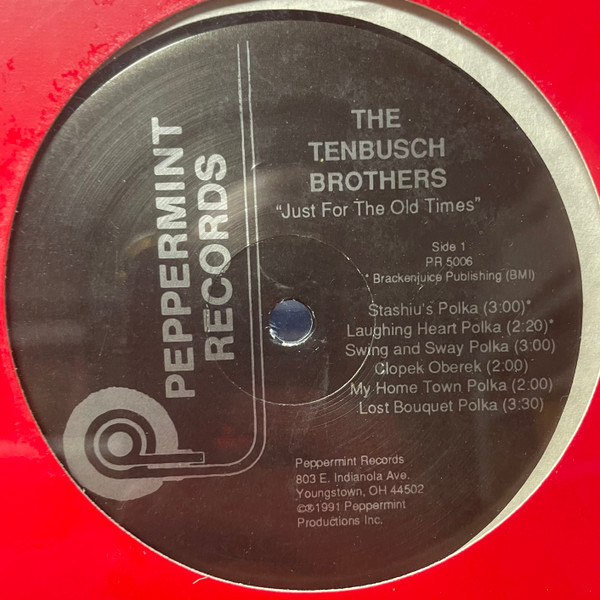 PEPPERMINT
RECORDS
THE
TENBUSCH
BROTHERS
"Just For The Old Times"
Side 1
PR 5006
* Brackenjuice Publishing (BMI)
Stashiu's Polka (3:00)*
Laughing Heart Polka (2:20)*
Swing and Sway Polka (3:00)
Clopek Oberek (2:00)
My Home Town Polka (2:00)
Lost Bouquet Polka (3:30)
Peppermint Records
803 E. Indianola Ave.
Youngstown, OH 44502
©℗1991 Peppermint
Productions Inc.